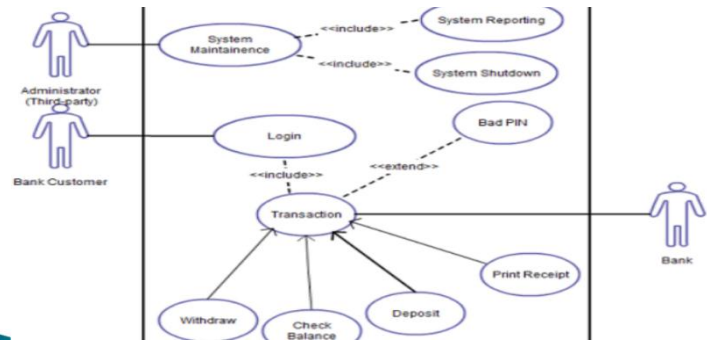 System Reporting
<<include>>
System
Maintainence
<<include>>
System Shutdown
Administrator
(Third-party)
Bad PIN
Login
<<extend>>
<<include>>
Bank Customer
Transaction
Bank
Print Receipt
Withdraw
Deposit
Check
Balance